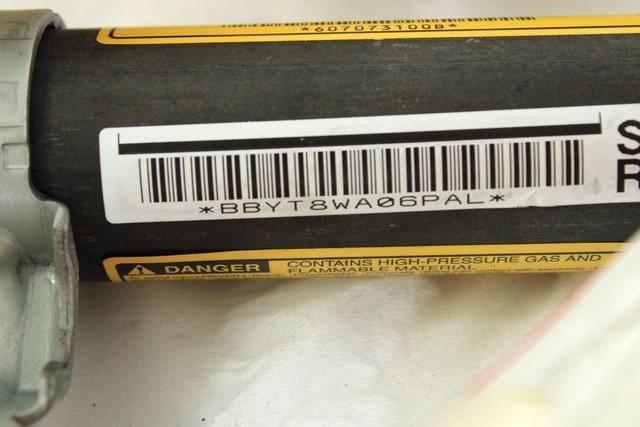 *607073100B*
*BBYT8WA06PAL*
S
R
DANGER
CONTAINS HIGH-PRESSURE GAS AND
FLAMMABLE MATERIAL